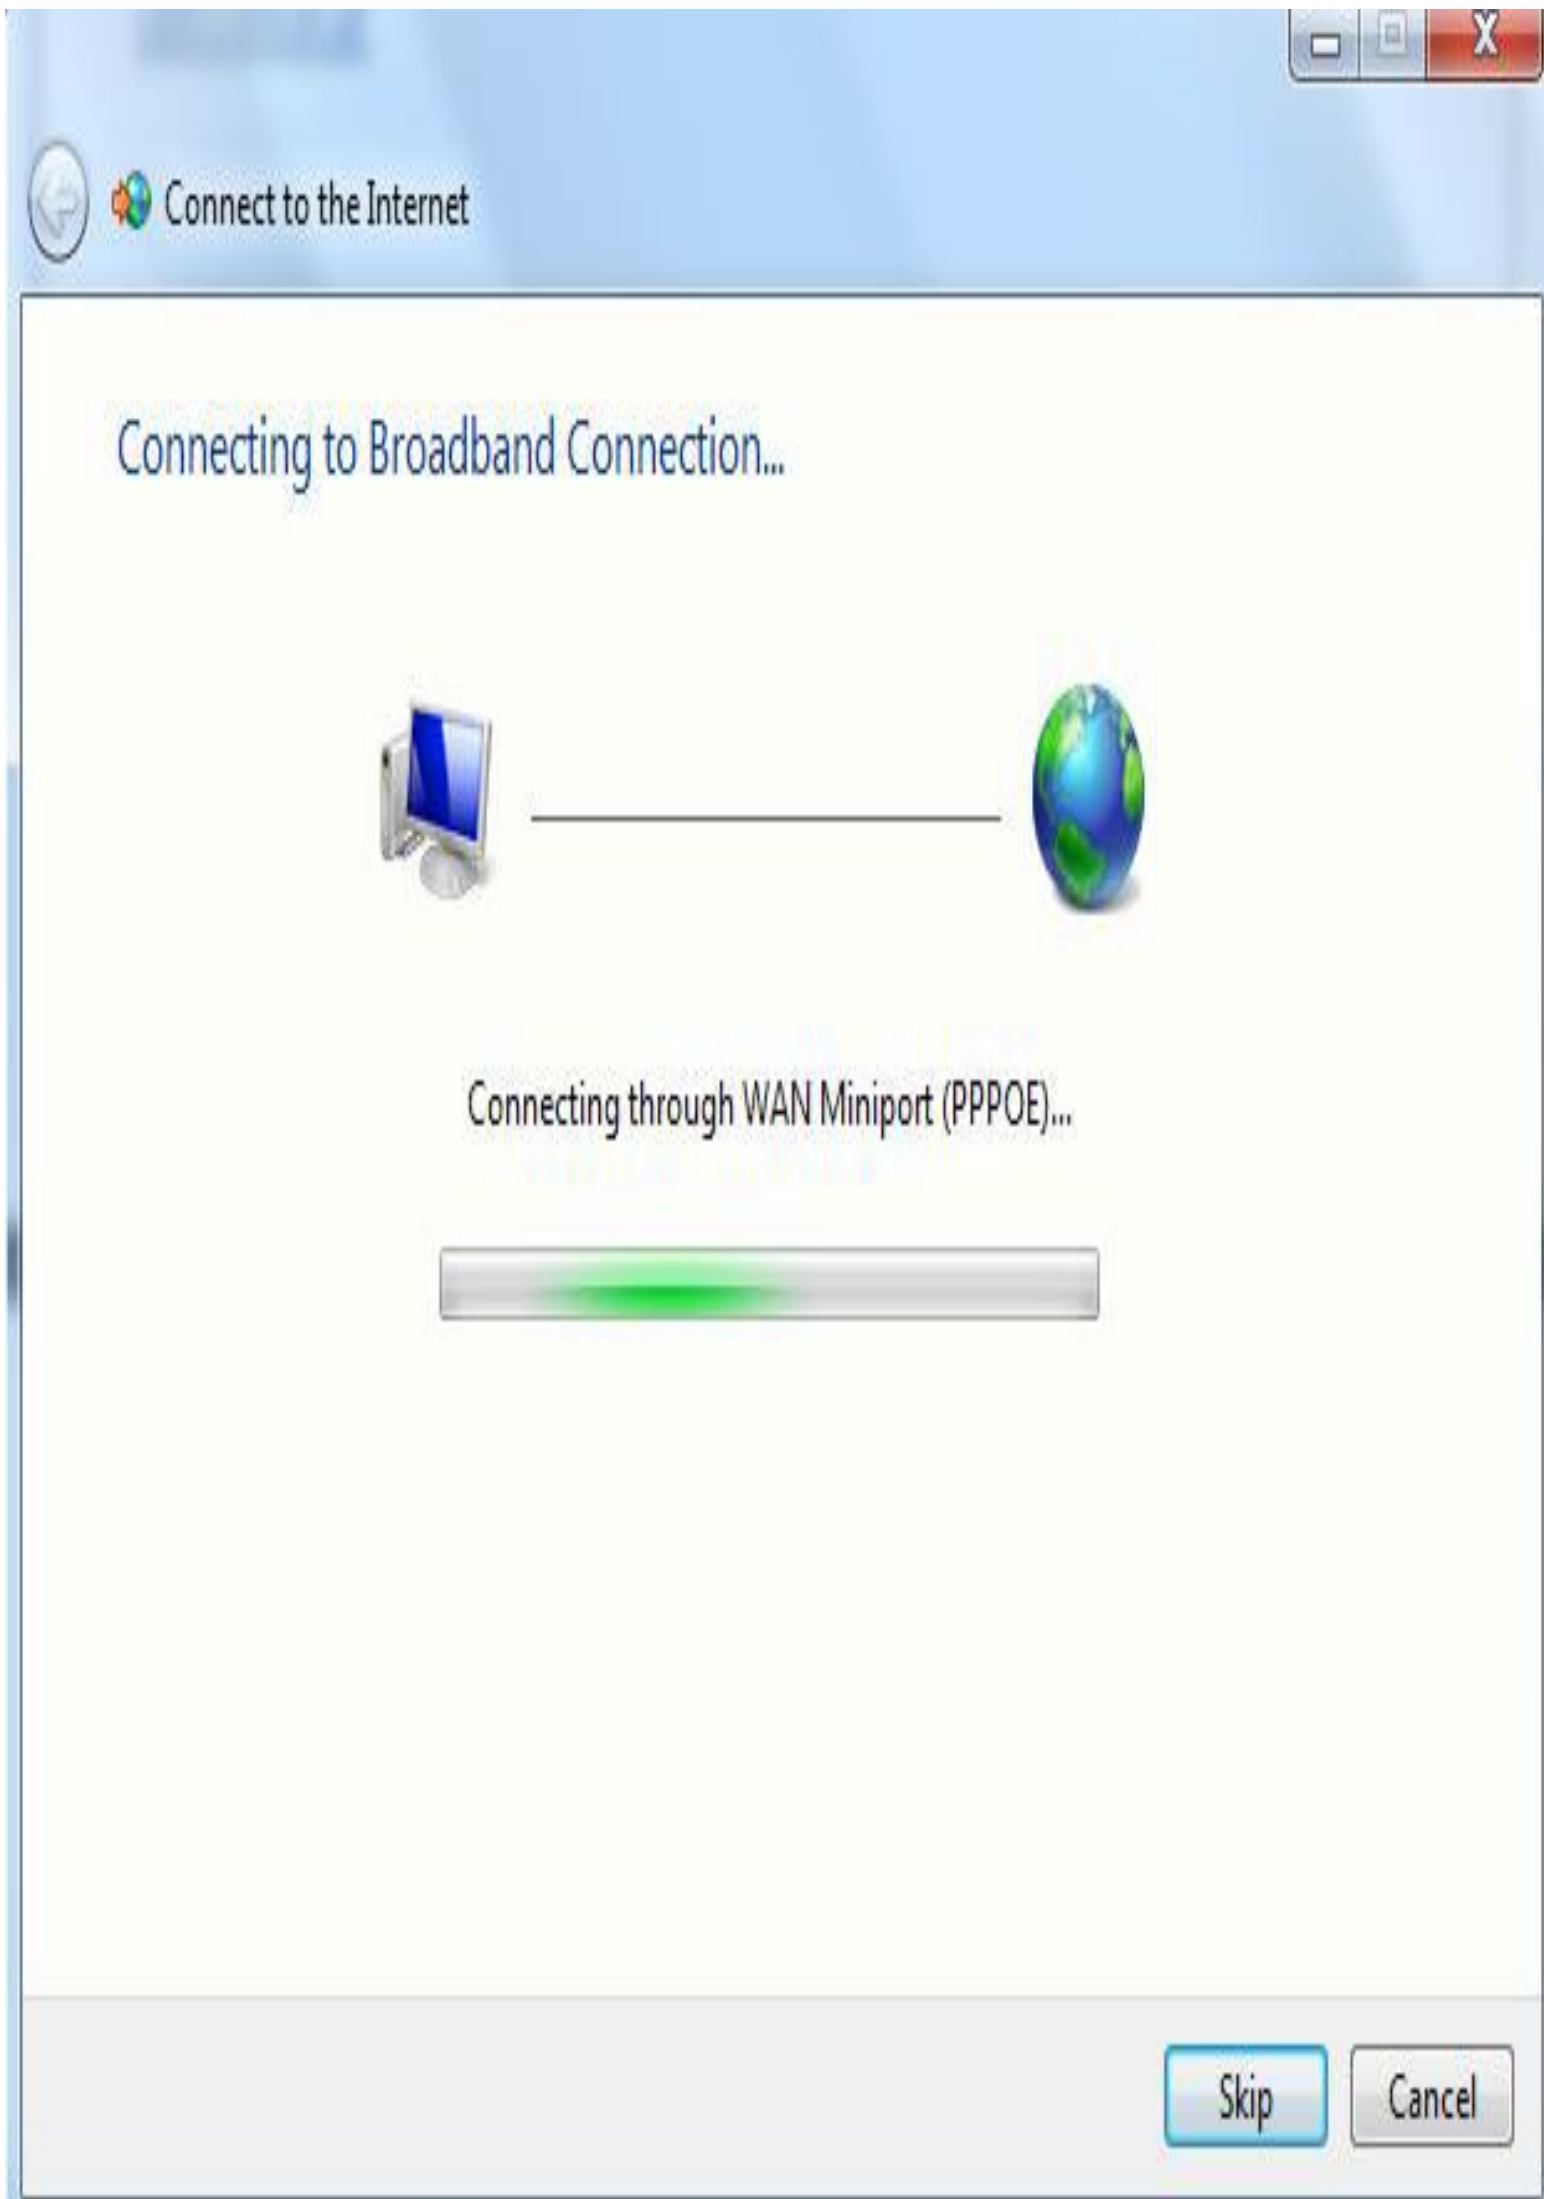 Connect to the Internet
Connecting to Broadband Connection...
Connecting through WAN Miniport (PPPOE)...
Skip
Cancel